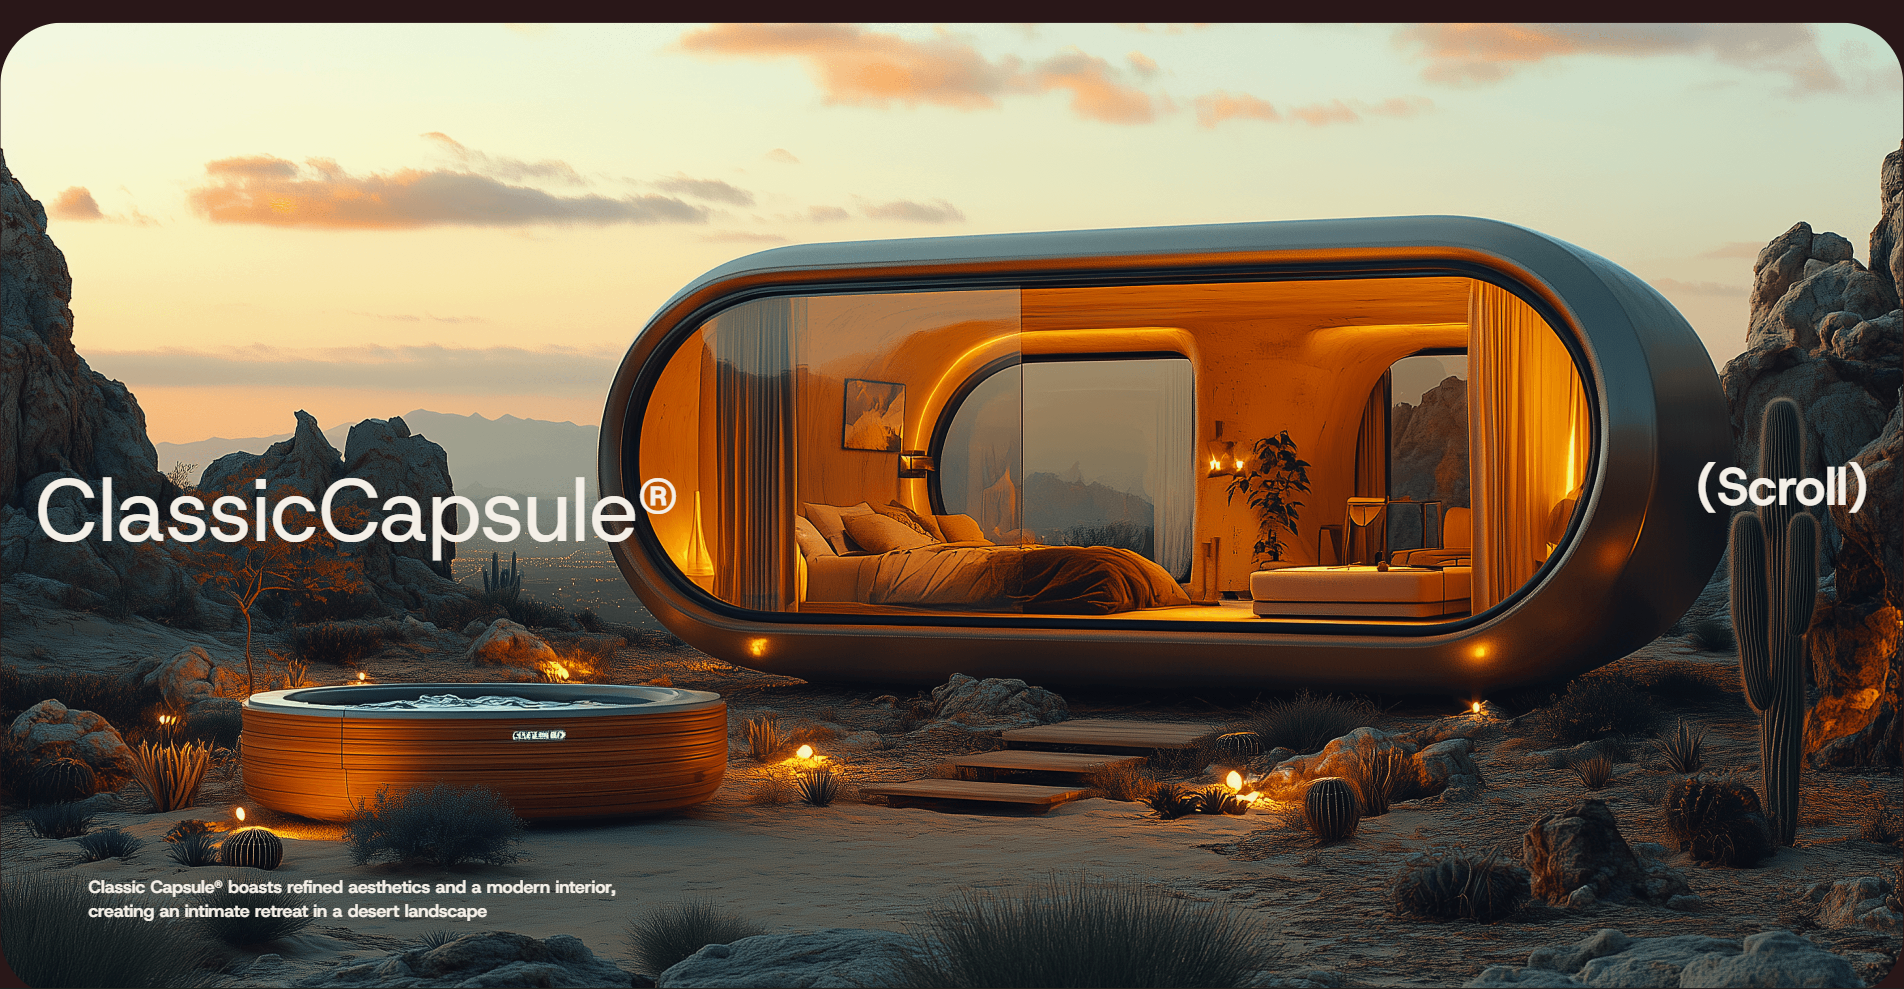 ClassicCapsule®
(Scroll)
Classic Capsule® boasts refined aesthetics and a modern interior,
creating an intimate retreat in a desert landscape